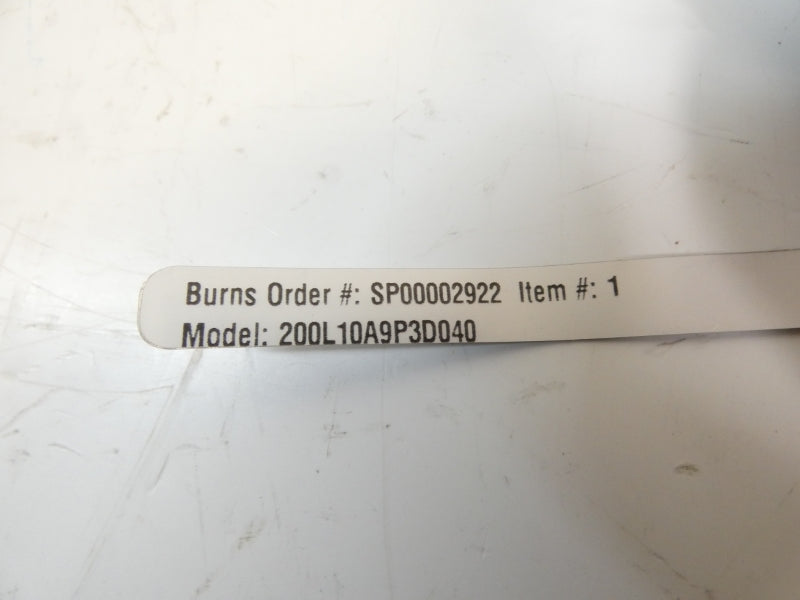 Burns Order #: SP00002922 Item #: 1
Model: 200L10A9P3D040